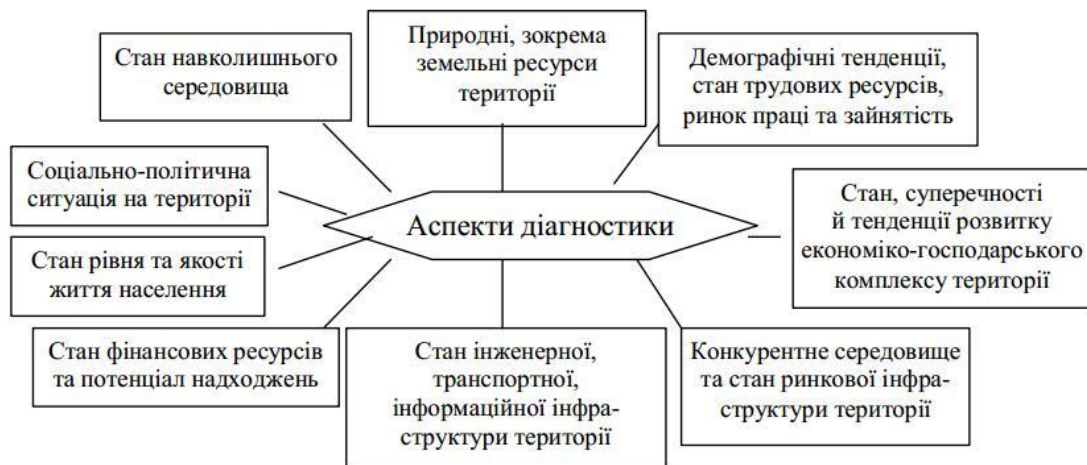 Стан навколишнього
середовища
Природні, зокрема
земельні ресурси
території
Демографічні тенденції,
стан трудових ресурсів,
ринок праці та зайнятість
Соціально-політична
ситуація на території
Аспекти діагностики
Стан, суперечності
й тенденції розвитку
економіко-господарського
комплексу території
Стан рівня та якості
життя населення
Стан фінансових ресурсів
та потенціал надходжень
Стан інженерної,
транспортної,
інформаційної інфра-
структури території
Конкурентне середовище
та стан ринкової інфра-
структури території